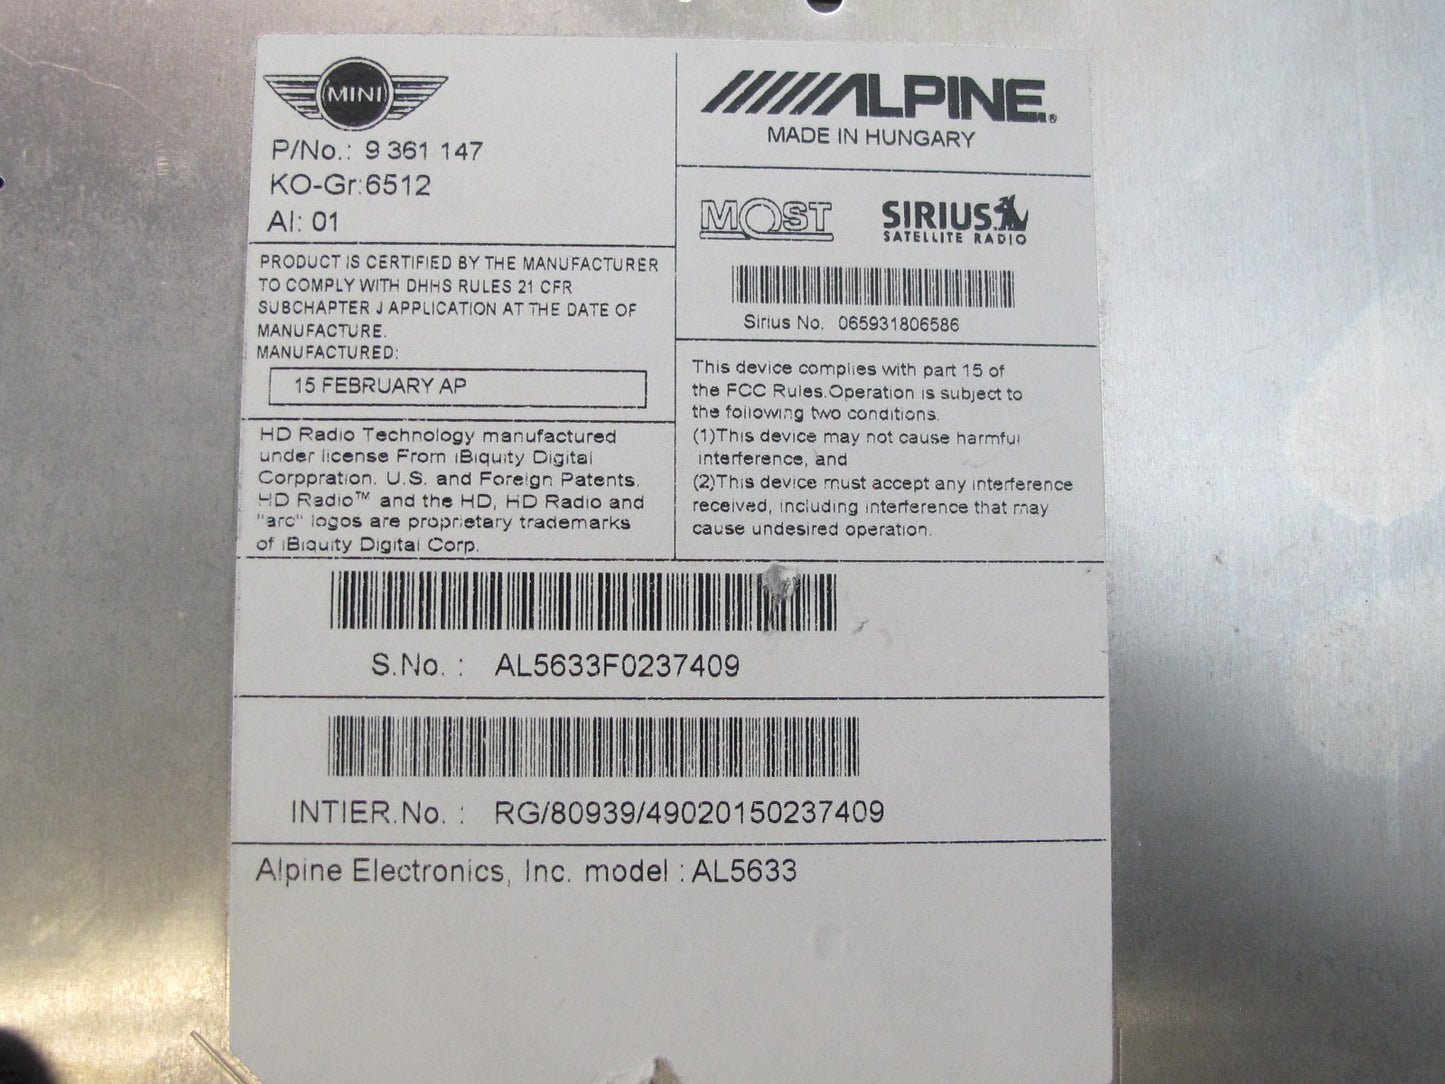 MINI
P/No.: 9 361 147
KO-Gr:6512
AI: 01
PRODUCT IS CERTIFIED BY THE MANUFACTURER
TO COMPLY WITH DHHS RULES 21 CFR
SUBCHAPTER J APPLICATION AT THE DATE OF
MANUFACTURE.
MANUFACTURED:
15 FEBRUARY AP
HD Radio Technology manufactured
under license From iBiquity Digital
Corppration. U.S. and Foreign Patents.
HD Radio™ and the HD, HD Radio and
"arc" logos are proprietary trademarks
of iBiquity Digital Corp.
ALPINE®
MADE IN HUNGARY
MOST
SIRIUS
SATELLITE RADIO
Sirius No. 065931806586
This device complies with part 15 of
the FCC Rules.Operation is subject to
the following two conditions.
(1)This device may not cause harmful
interference, and
(2)This device must accept any interference
received, including interference that may
cause undesired operation.
S.No. : AL5633F0237409
INTIER.No. : RG/80939/49020150237409
Alpine Electronics, Inc. model : AL5633